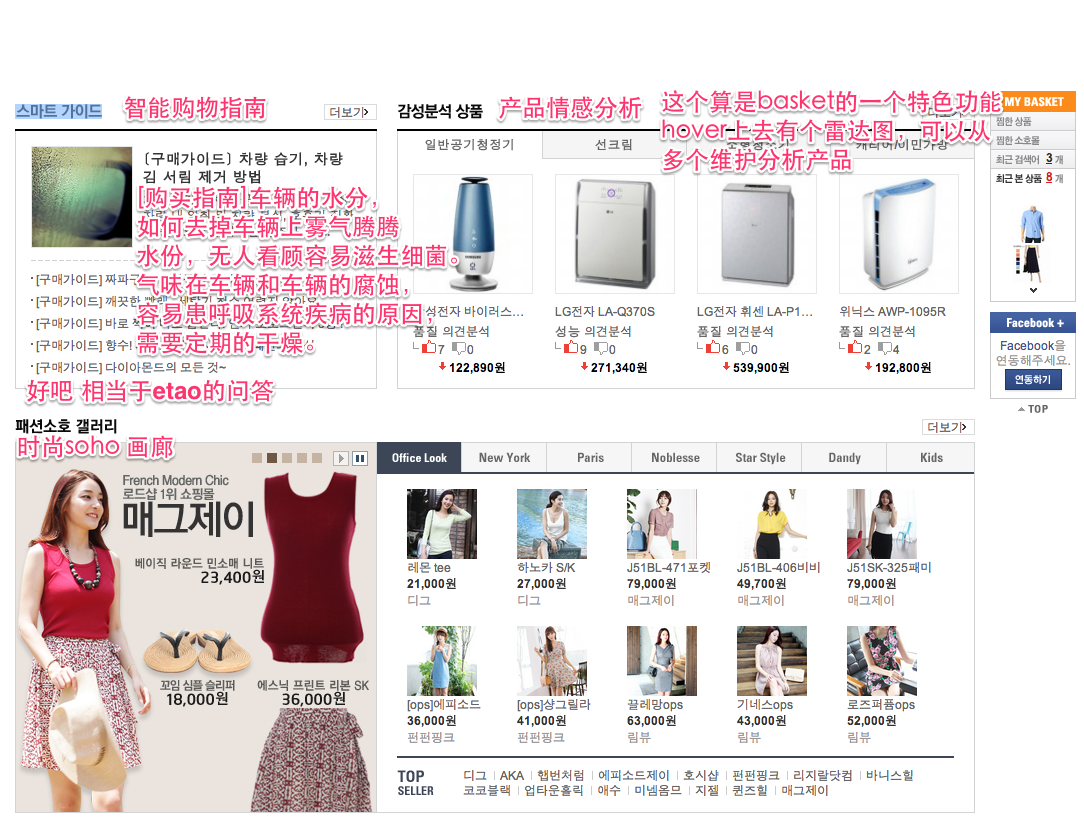 스마트 가이드
智能购物指南
더보기
감성분석 상품
产品情感分析
这个算是basket的一个特色功能
hover上去有个雷达图，可以从
多个维护分析产品
MY BASKET
찜한 상품
찜한 소호몰
최근 검색어 3 개
최근 본 상품 8 개
일반공기청정기
선크림
[구매가이드] 차량 습기, 차량
김 서림 제거 방법
[购买指南]车辆的水分，
如何去掉车辆上雾气腾腾
水份，无人看顾容易滋生细菌。
气味在车辆和车辆的腐蚀，
容易患呼吸系统疾病的原因，
需要定期的干燥。
[구매가이드]
[구매가이드]
[구매가이드] 바로
[구매가이드] 향수!
[구매가이드] 다이아몬드의 모든 것~
好吧 相当于etao的问答
성전자 바이러스...
품질 의견분석
7 0
122,890원
LG전자 LA-Q370S
성능 의견분석
9 0
271,340원
LG전자 휘센 LA-P1...
품질 의견분석
6 0
539,900원
위닉스 AWP-1095R
품질 의견분석
2 4
192,800원
Facebook +
Facebook을
연동해주세요.
연동하기
TOP
패션소호 갤러리
时尚soho 画廊
더보기
French Modern Chic
로드샵 1위 쇼핑몰
매그제이
베이직 라운드 민소매 니트
23,400원
꼬임 심플 슬리퍼
18,000원
에스닉 프린트 리본 SK
36,000원
Office Look
New York
Paris
Noblesse
Star Style
Dandy
Kids
레몬 tee
21,000원
디그
하노카 S/K
27,000원
디그
J51BL-471포켓
79,000원
매그제이
J51BL-406비비
49,700원
매그제이
J51SK-325패미
79,000원
매그제이
[ops]에피소드
36,000원
펀펀핑크
[ops]샹그릴라
41,000원
펀펀핑크
끌레망ops
63,000원
림뷰
기네스ops
43,000원
림뷰
로즈퍼퓸ops
52,000원
림뷰
TOP
SELLER
디그 AKA 햅번처럼 에피소드제이 호시샵 펀펀핑크 리지랄닷컴 바니스힐
코코블랙 업타운홀릭 애수 미넴옴므 지젤 퀸즈힐 매그제이